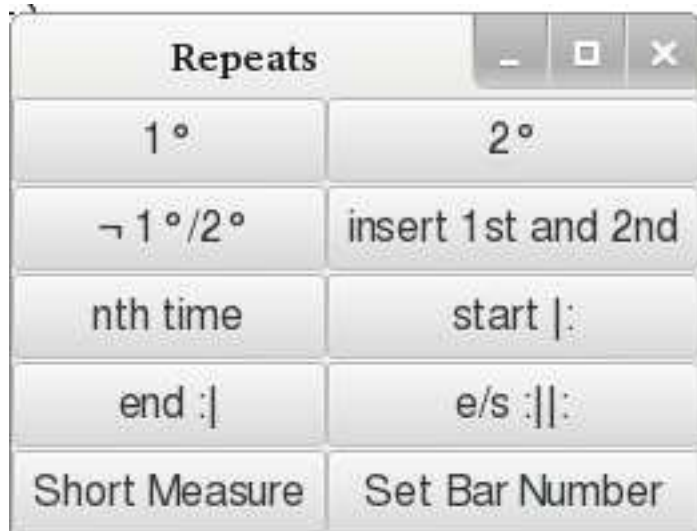 Repeats
1° 2°
¬ 1°/2° insert 1st and 2nd
nth time start |:
end :| e/s :||:
Short Measure Set Bar Number